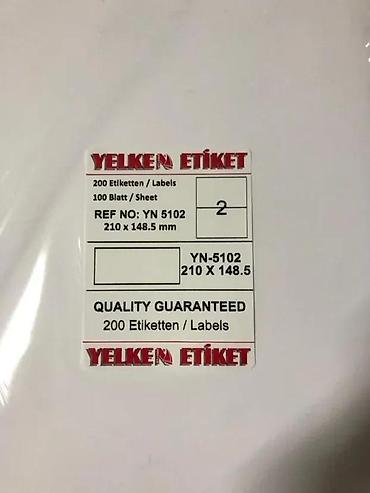 YELKEN ETİKET
200 Etiketten / Labels
100 Blatt / Sheet
REF NO: YN 5102
210 x 148.5 mm
2
YN-5102
210 X 148.5
QUALITY GUARANTEED
200 Etiketten / Labels
YELKEN ETİKET